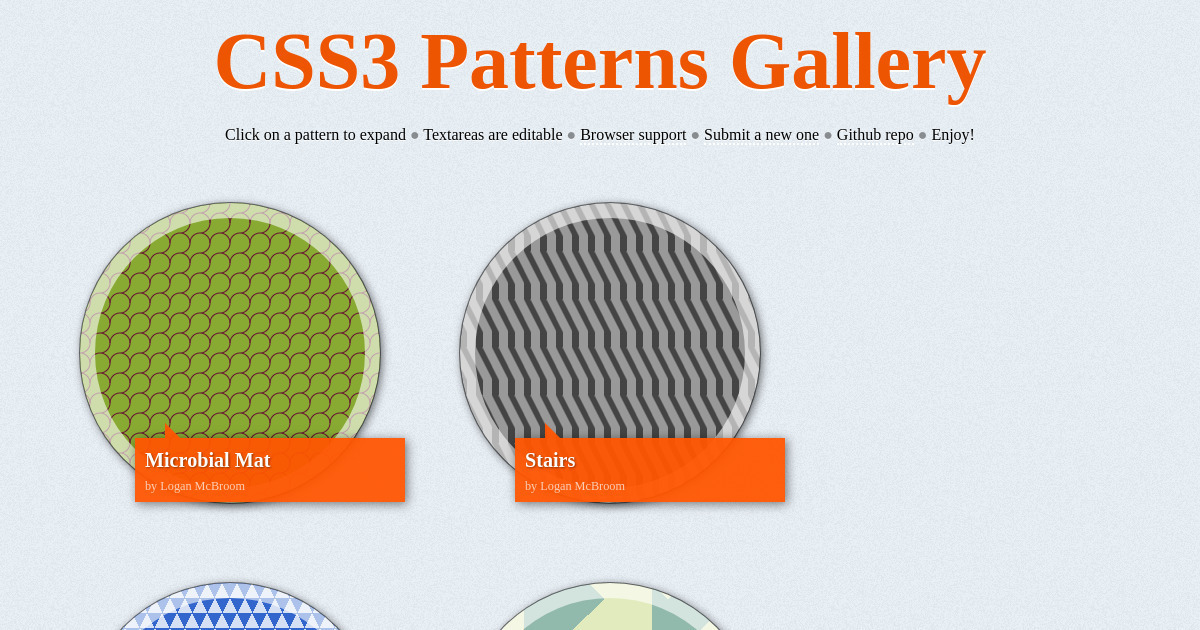 CSS3 Patterns Gallery
Click on a pattern to expand ● Textareas are editable ● Browser support ● Submit a new one ● Github repo ● Enjoy!
Microbial Mat
by Logan McBroom
Stairs
by Logan McBroom